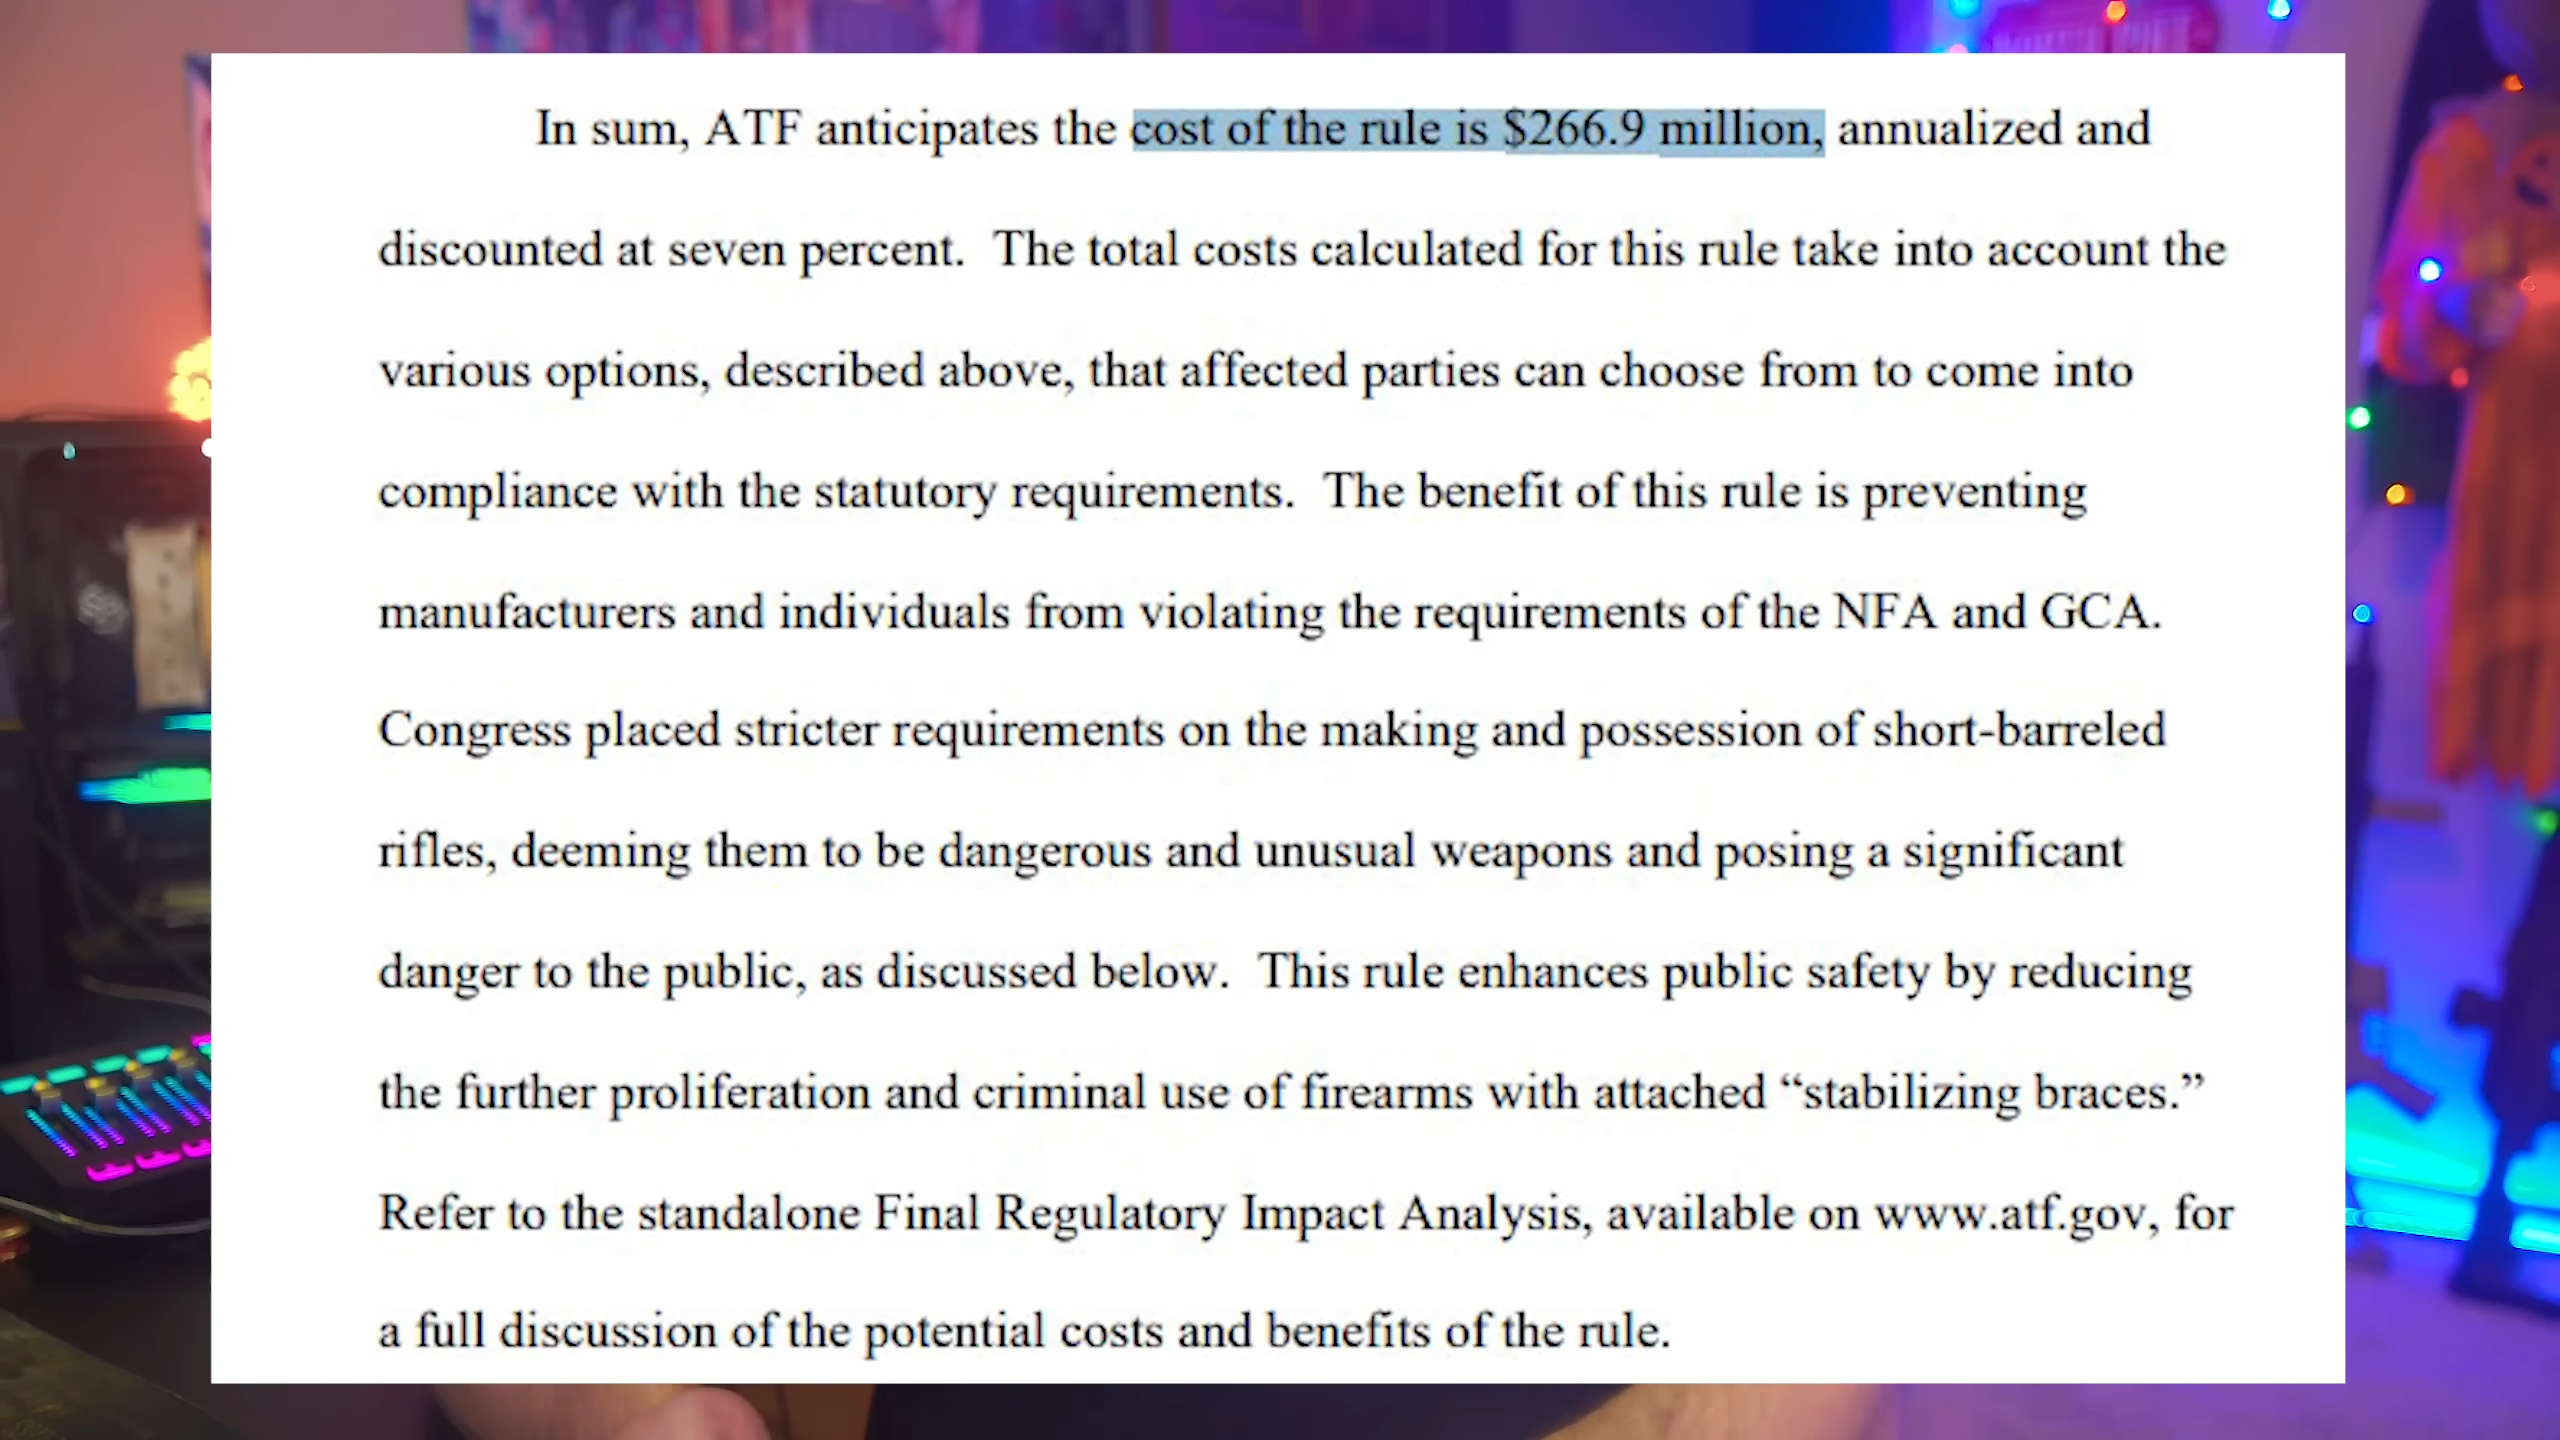 In sum, ATF anticipates the cost of the rule is $266.9 million, annualized and
discounted at seven percent.  The total costs calculated for this rule take into account the
various options, described above, that affected parties can choose from to come into
compliance with the statutory requirements.  The benefit of this rule is preventing
manufacturers and individuals from violating the requirements of the NFA and GCA.
Congress placed stricter requirements on the making and possession of short-barreled
rifles, deeming them to be dangerous and unusual weapons and posing a significant
danger to the public, as discussed below.  This rule enhances public safety by reducing
the further proliferation and criminal use of firearms with attached “stabilizing braces.”
Refer to the standalone Final Regulatory Impact Analysis, available on www.atf.gov, for
a full discussion of the potential costs and benefits of the rule.